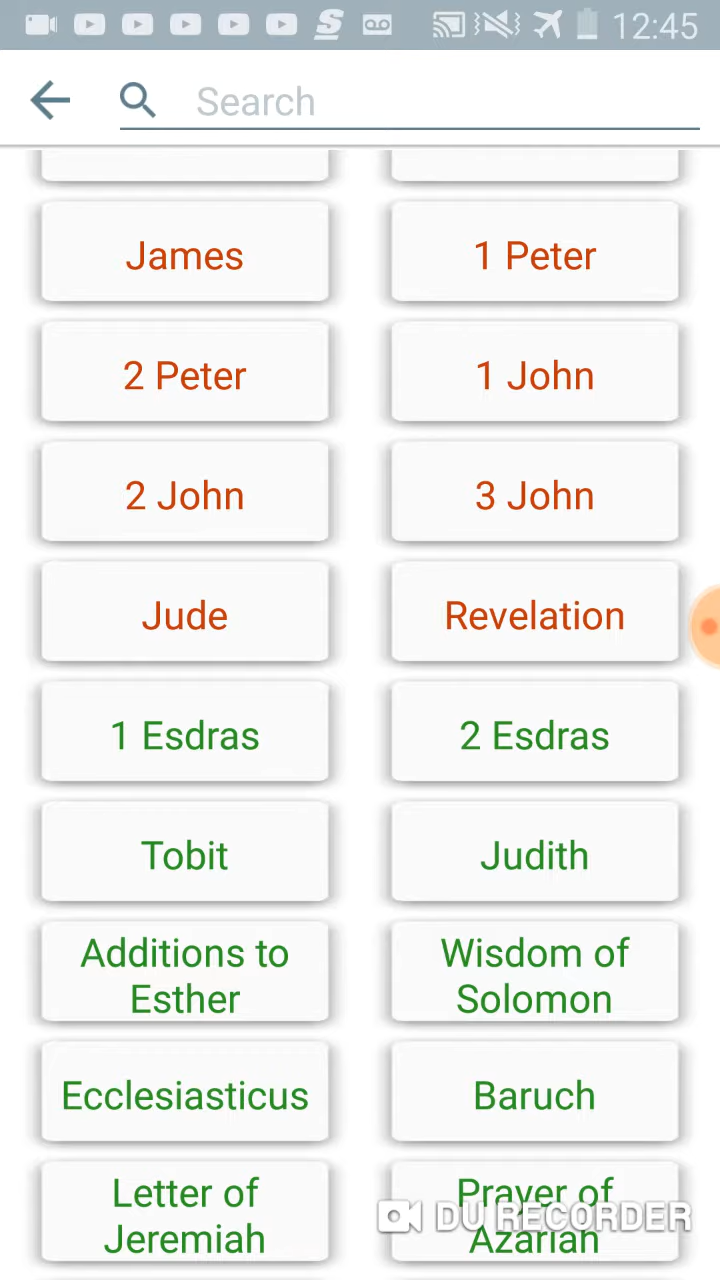 12:45
Search
James
1 Peter
2 Peter
1 John
2 John
3 John
Jude
Revelation
1 Esdras
2 Esdras
Tobit
Judith
Additions to
Esther
Wisdom of
Solomon
Ecclesiasticus
Baruch
Letter of
Jeremiah
Prayer of
Azariah
DU RECORDER